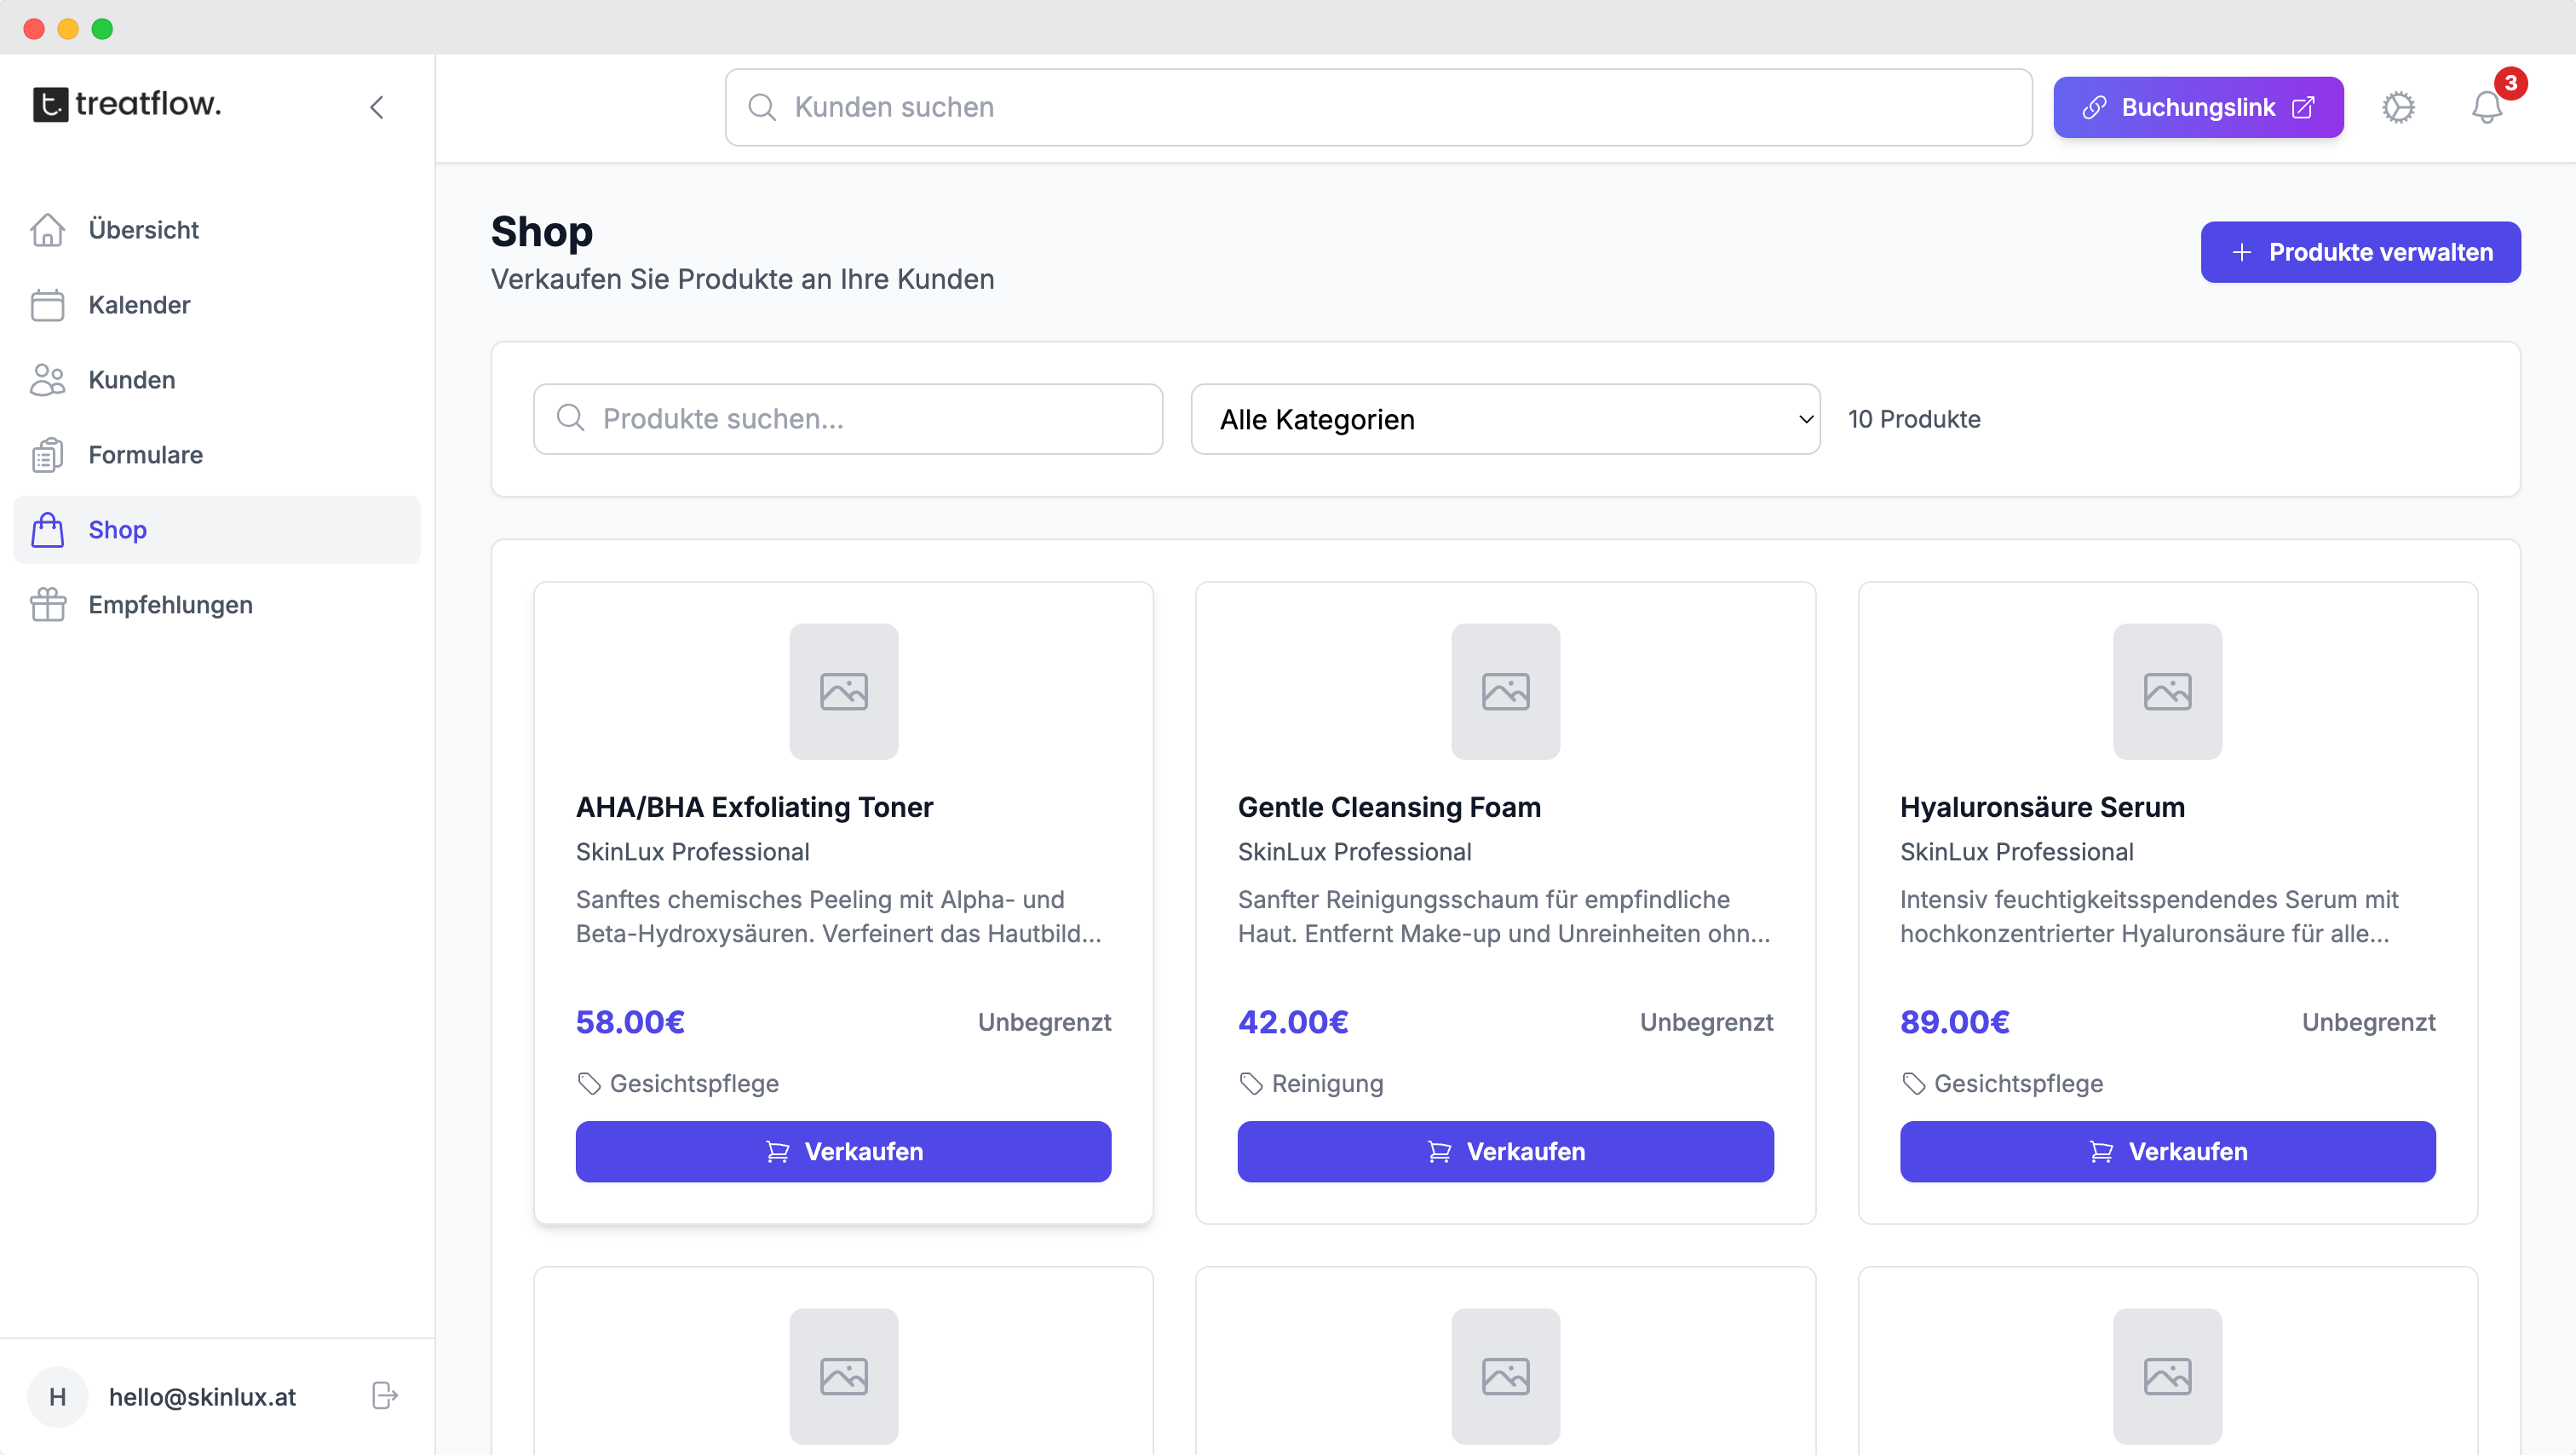 t. treatflow.
Kunden suchen
Buchungslink
3
Übersicht
Kalender
Kunden
Formulare
Shop
Empfehlungen
H hello@skinlux.at
Shop
Verkaufen Sie Produkte an Ihre Kunden
Produkte verwalten
Produkte suchen...
Alle Kategorien
10 Produkte
AHA/BHA Exfoliating Toner
SkinLux Professional
Sanftes chemisches Peeling mit Alpha- und
Beta-Hydroxysäuren. Verfeinert das Hautbild...
58.00€ Unbegrenzt
Gesichtspflege
Verkaufen
Gentle Cleansing Foam
SkinLux Professional
Sanfter Reinigungsschaum für empfindliche
Haut. Entfernt Make-up und Unreinheiten ohn...
42.00€ Unbegrenzt
Reinigung
Verkaufen
Hyaluronsäure Serum
SkinLux Professional
Intensiv feuchtigkeitsspendendes Serum mit
hochkonzentrierter Hyaluronsäure für alle...
89.00€ Unbegrenzt
Gesichtspflege
Verkaufen